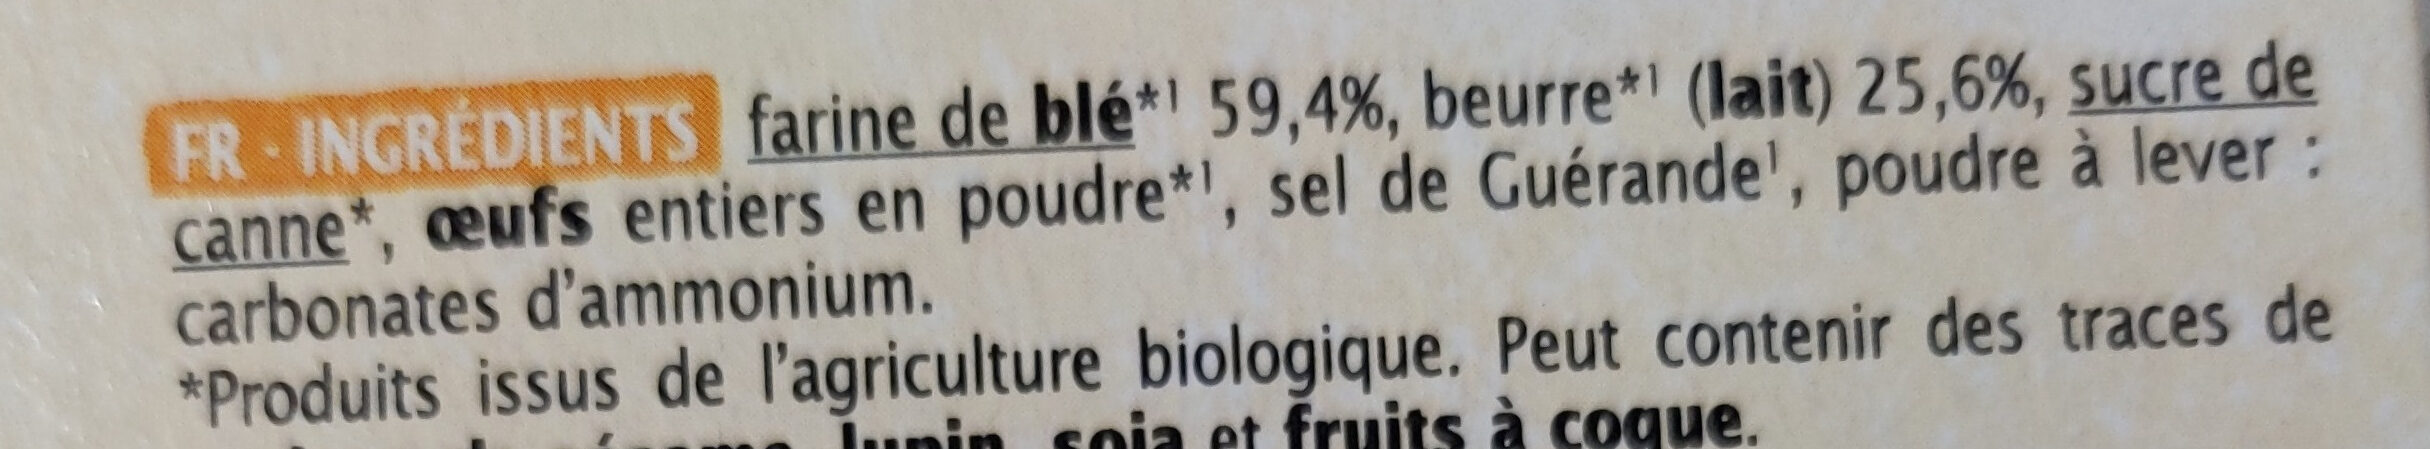 FR · INGRÉDIENTS farine de blé*¹ 59,4%, beurre*¹ (lait) 25,6%, sucre de
canne*, œufs entiers en poudre*¹, sel de Guérande¹, poudre à lever :
carbonates d'ammonium.
*Produits issus de l'agriculture biologique. Peut contenir des traces de
lupin, soja et fruits à coque.